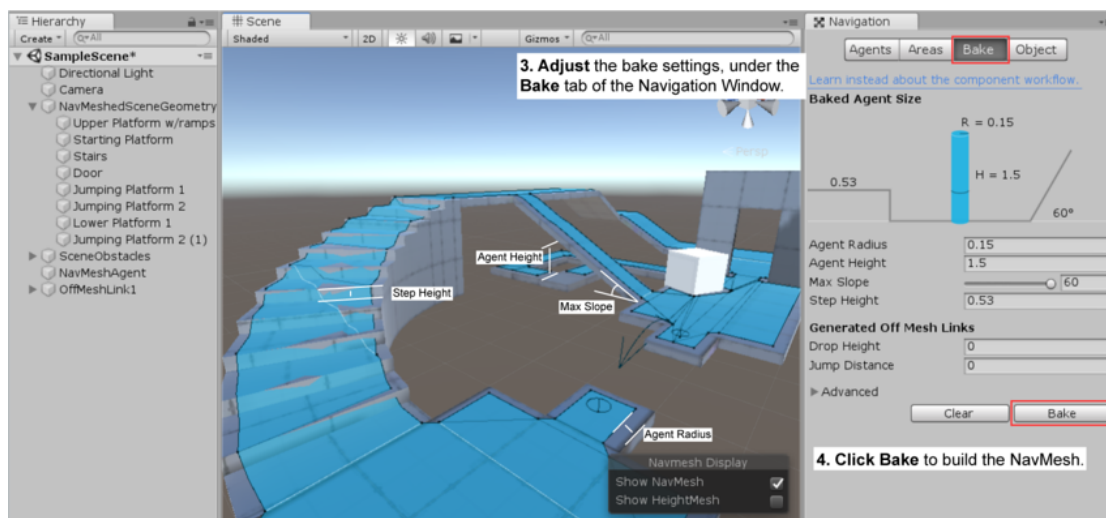 Hierarchy
Create
All
SampleScene*
Directional Light
Camera
NavMeshedSceneGeometry
Upper Platform w/ramps
Starting Platform
Stairs
Door
Jumping Platform 1
Jumping Platform 2
Lower Platform 1
Jumping Platform 2 (1)
SceneObstacles
NavMeshAgent
OffMeshLink1
Scene
Shaded
2D
Gizmos
All
3. Adjust the bake settings, under the
Bake tab of the Navigation Window.
Persp
Agent Height
Step Height
Max Slope
Agent Radius
Navmesh Display
Show NavMesh
Show HeightMesh
Navigation
Agents
Areas
Bake
Object
Learn instead about the component workflow.
Baked Agent Size
R = 0.15
H = 1.5
0.53
60°
Agent Radius 0.15
Agent Height 1.5
Max Slope 60
Step Height 0.53
Generated Off Mesh Links
Drop Height 0
Jump Distance 0
Advanced
Clear
Bake
4. Click Bake to build the NavMesh.